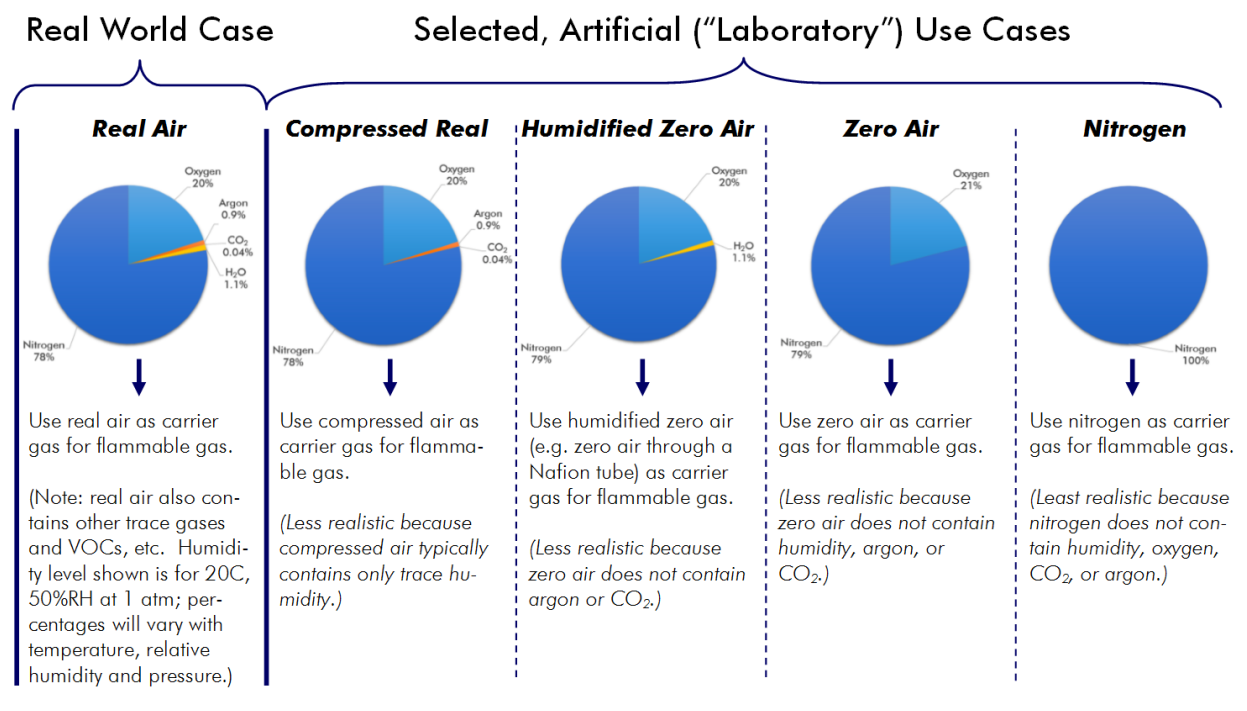 Real World Case
Selected, Artificial (“Laboratory”) Use Cases
Real Air
Oxygen
20%
Argon
0.9%
CO₂
0.04%
H₂O
1.1%
Nitrogen
78%
Use real air as carrier
gas for flammable gas.
(Note: real air also con-
tains other trace gases
and VOCs, etc.  Humidi-
ty level shown is for 20C,
50%RH at 1 atm; per-
centages will vary with
temperature, relative
humidity and pressure.)
Compressed Real
Oxygen
20%
Argon
0.9%
CO₂
0.04%
Nitrogen
78%
Use compressed air as
carrier gas for flamma-
ble gas.
(Less realistic because
compressed air typically
contains only trace hu-
midity.)
Humidified Zero Air
Oxygen
20%
H₂O
1.1%
Nitrogen
79%
Use humidified zero air
(e.g. zero air through a
Nafion tube) as carrier
gas for flammable gas.
(Less realistic because
zero air does not contain
argon or CO₂.)
Zero Air
Oxygen
21%
Nitrogen
79%
Use zero air as carrier
gas for flammable gas.
(Less realistic because
zero air does not contain
humidity, argon, or
CO₂.)
Nitrogen
Nitrogen
100%
Use nitrogen as carrier
gas for flammable gas.
(Least realistic because
nitrogen does not con-
tain humidity, oxygen,
CO₂, or argon.)